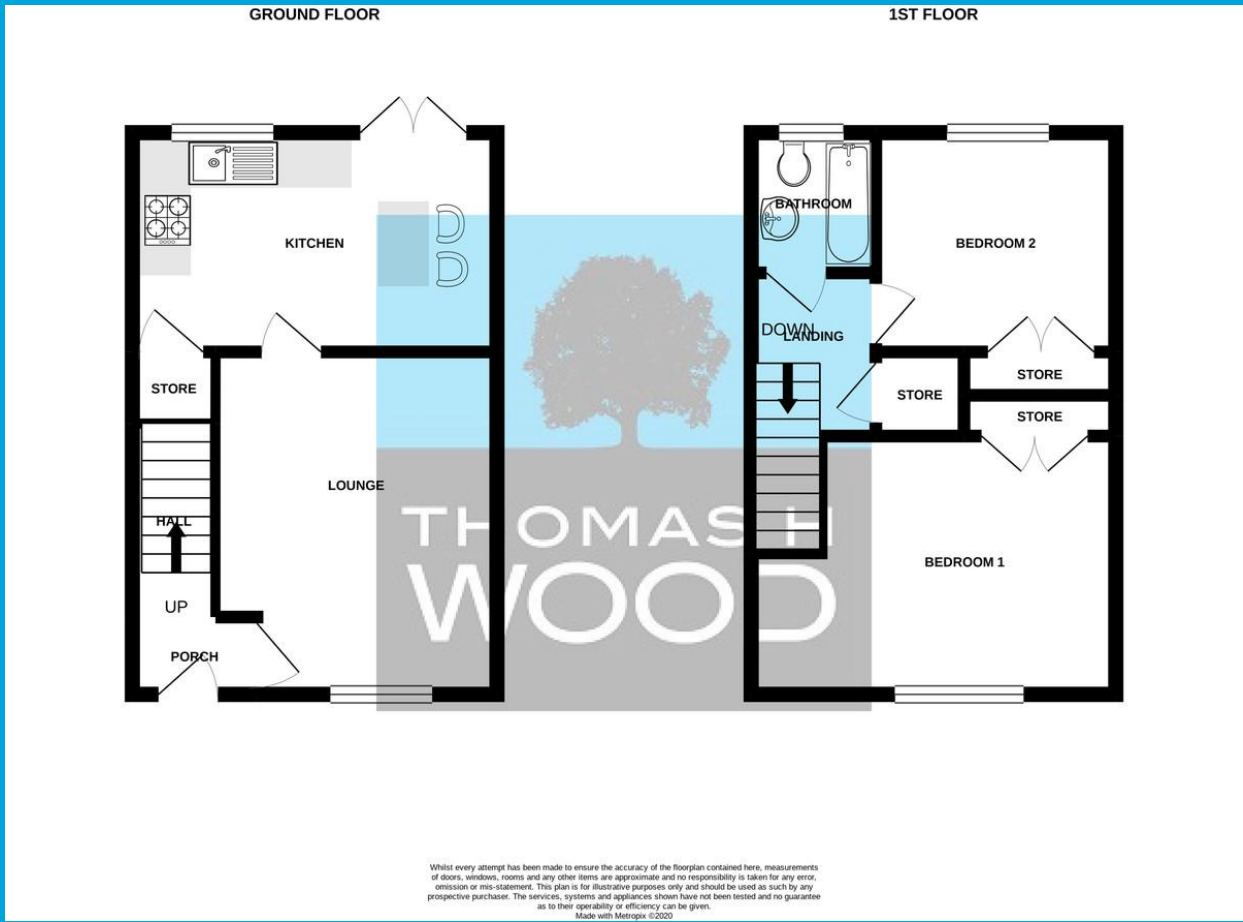 GROUND FLOOR
1ST FLOOR
KITCHEN
STORE
LOUNGE
HALL
UP
PORCH
BATHROOM
BEDROOM 2
DOWN
LANDING
STORE
STORE
STORE
BEDROOM 1
THOMAS H
WOOD
Whilst every attempt has been made to ensure the accuracy of the floorplan contained here, measurements
of doors, windows, rooms and any other items are approximate and no responsibility is taken for any error,
omission or mis-statement. This plan is for illustrative purposes only and should be used as such by any
prospective purchaser. The services, systems and appliances shown have not been tested and no guarantee
as to their operability or efficiency can be given.
Made with Metropix ©2020